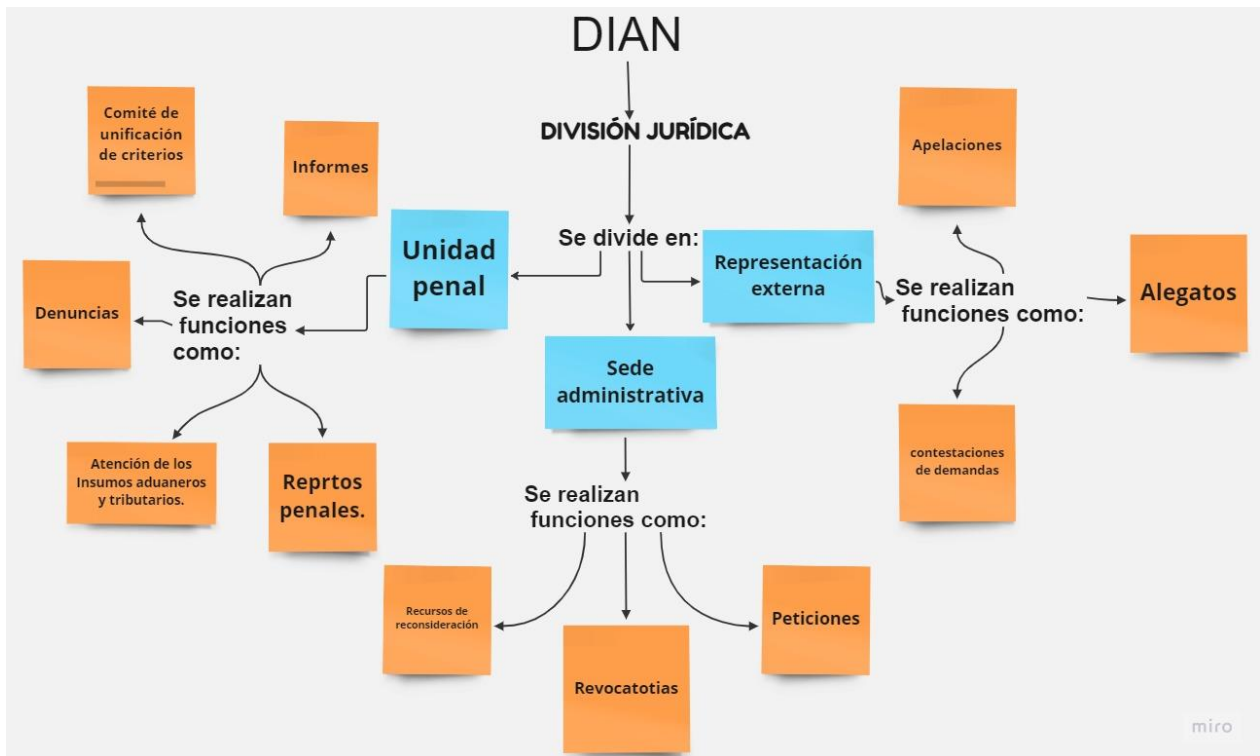 DIAN
DIVISIÓN JURÍDICA
Se divide en:
Unidad
penal
Se realizan
funciones
como:
Comité de
unificación
de criterios
Informes
Denuncias
Atención de los
Insumos aduaneros
y tributarios.
Reprtos
penales.
Sede
administrativa
Se realizan
funciones como:
Recursos de
reconsideración
Revocatotias
Peticiones
Representación
externa
Se realizan
funciones como:
Apelaciones
Alegatos
contestaciones
de demandas
miro